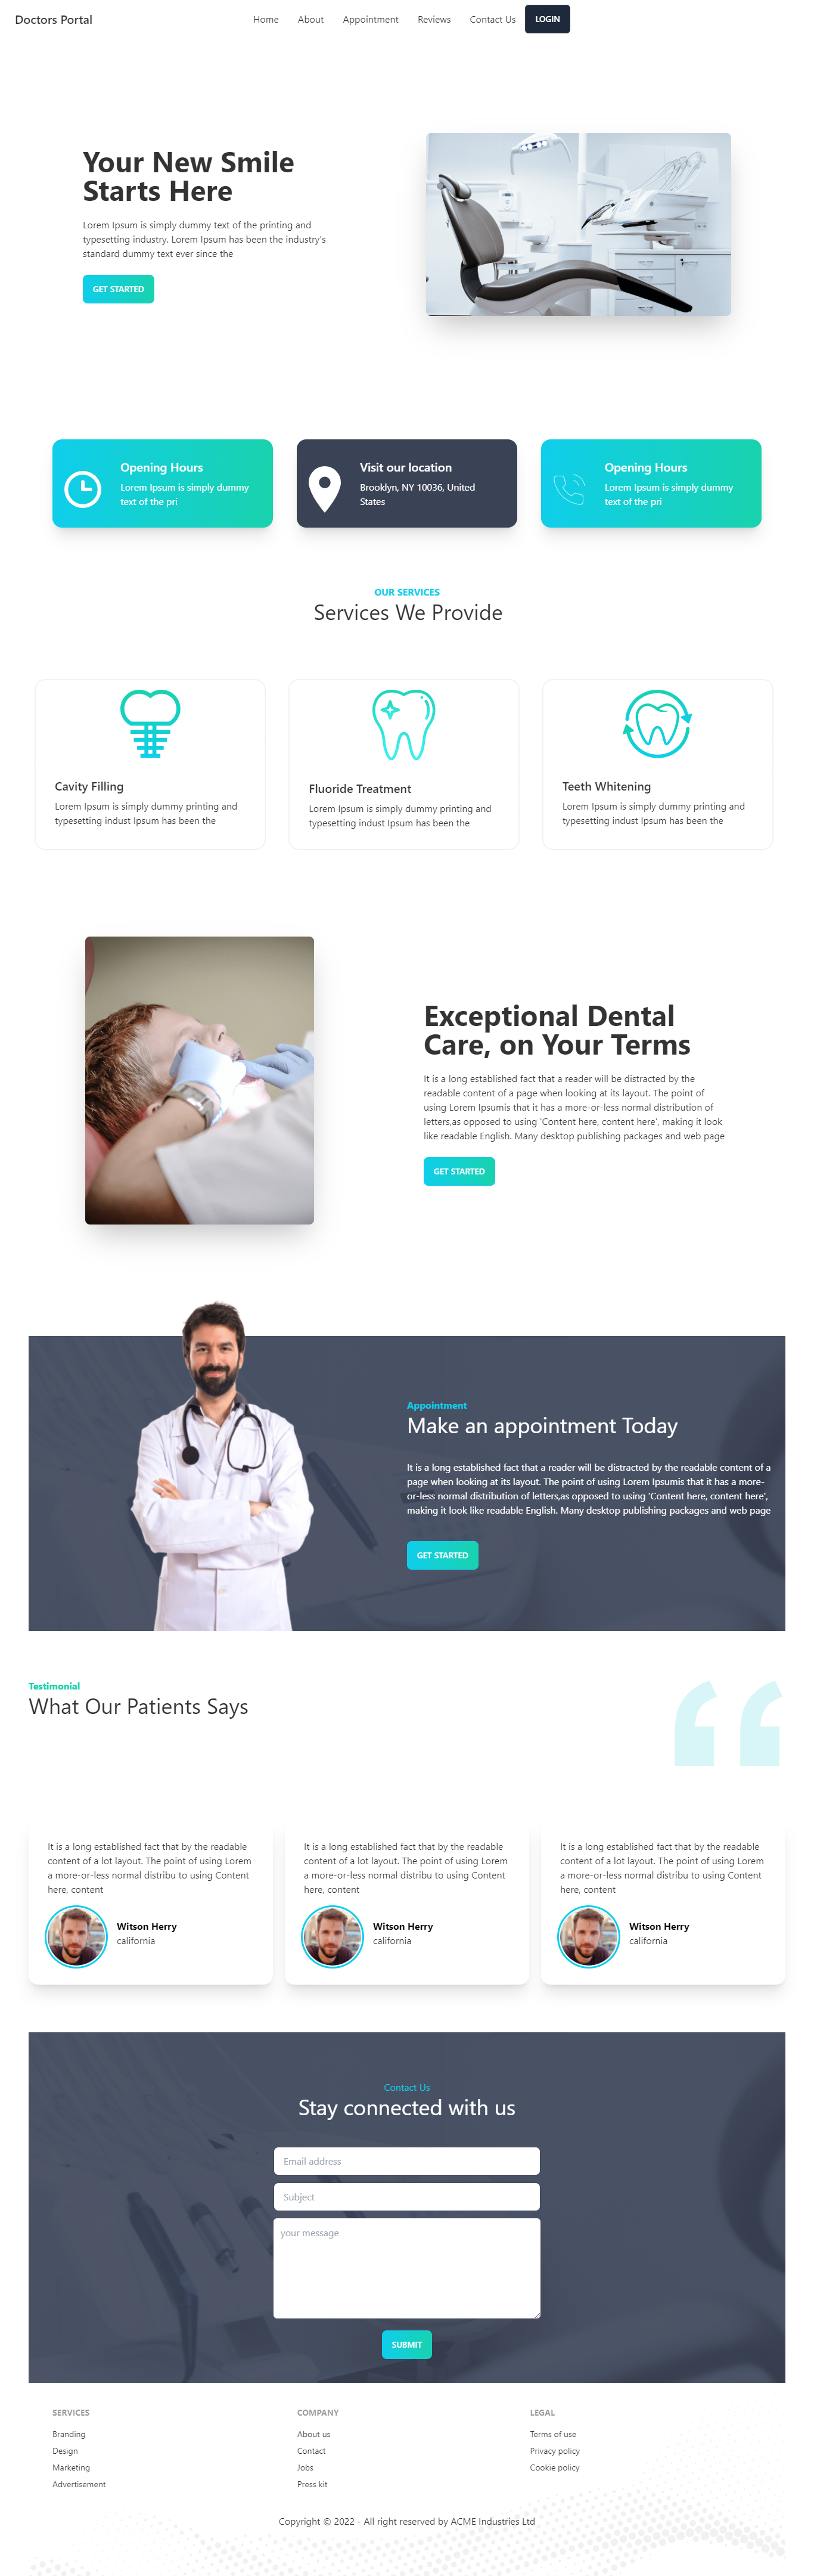 Doctors Portal
Home
About
Appointment
Reviews
Contact Us
LOGIN
Your New Smile
Starts Here
Lorem Ipsum is simply dummy text of the printing and
typesetting industry. Lorem Ipsum has been the industry's
standard dummy text ever since the
GET STARTED
Opening Hours
Lorem Ipsum is simply dummy
text of the pri
Visit our location
Brooklyn, NY 10036, United
States
Opening Hours
Lorem Ipsum is simply dummy
text of the pri
OUR SERVICES
Services We Provide
Cavity Filling
Lorem Ipsum is simply dummy printing and
typesetting indust Ipsum has been the
Fluoride Treatment
Lorem Ipsum is simply dummy printing and
typesetting indust Ipsum has been the
Teeth Whitening
Lorem Ipsum is simply dummy printing and
typesetting indust Ipsum has been the
Exceptional Dental
Care, on Your Terms
It is a long established fact that a reader will be distracted by the
readable content of a page when looking at its layout. The point of
using Lorem Ipsumis that it has a more-or-less normal distribution of
letters,as opposed to using 'Content here, content here', making it look
like readable English. Many desktop publishing packages and web page
GET STARTED
Appointment
Make an appointment Today
It is a long established fact that a reader will be distracted by the readable content of a
page when looking at its layout. The point of using Lorem Ipsumis that it has a more-
or-less normal distribution of letters,as opposed to using 'Content here, content here',
making it look like readable English. Many desktop publishing packages and web page
GET STARTED
Testimonial
What Our Patients Says
It is a long established fact that by the readable
content of a lot layout. The point of using Lorem
a more-or-less normal distribu to using Content
here, content
Witson Herry
california
It is a long established fact that by the readable
content of a lot layout. The point of using Lorem
a more-or-less normal distribu to using Content
here, content
Witson Herry
california
It is a long established fact that by the readable
content of a lot layout. The point of using Lorem
a more-or-less normal distribu to using Content
here, content
Witson Herry
california
Contact Us
Stay connected with us
Email address
Subject
your message
SUBMIT
SERVICES
Branding
Design
Marketing
Advertisement
COMPANY
About us
Contact
Jobs
Press kit
LEGAL
Terms of use
Privacy policy
Cookie policy
Copyright © 2022 - All right reserved by ACME Industries Ltd